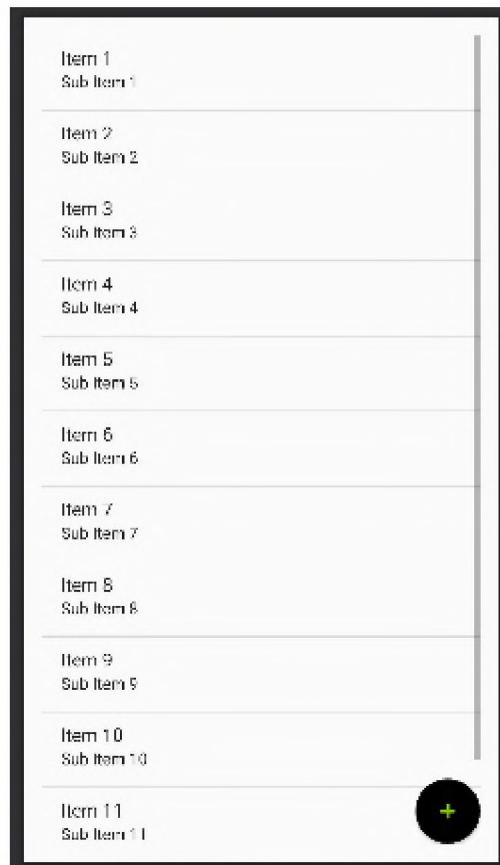 Item 1
Sub Item 1
Item 2
Sub Item 2
Item 3
Sub Item 3
Item 4
Sub Item 4
Item 5
Sub Item 5
Item 6
Sub Item 6
Item 7
Sub Item 7
Item 8
Sub Item 8
Item 9
Sub Item 9
Item 10
Sub Item 10
Item 11
Sub Item 11
+